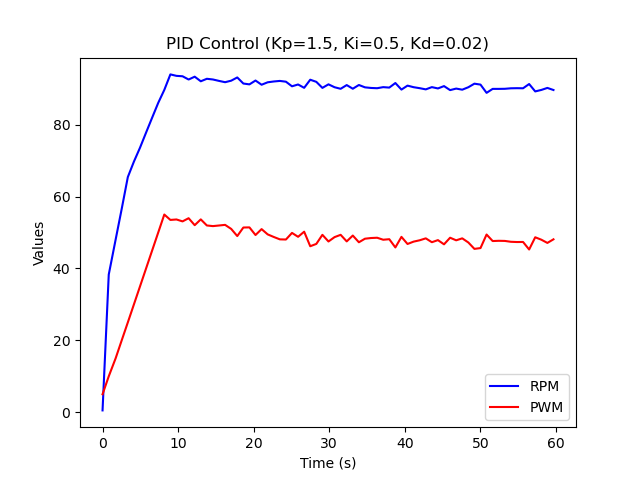 PID Control (Kp=1.5, Ki=0.5, Kd=0.02)
Values
80
60
40
20
0
0 10 20 30 40 50 60
Time (s)
RPM
PWM